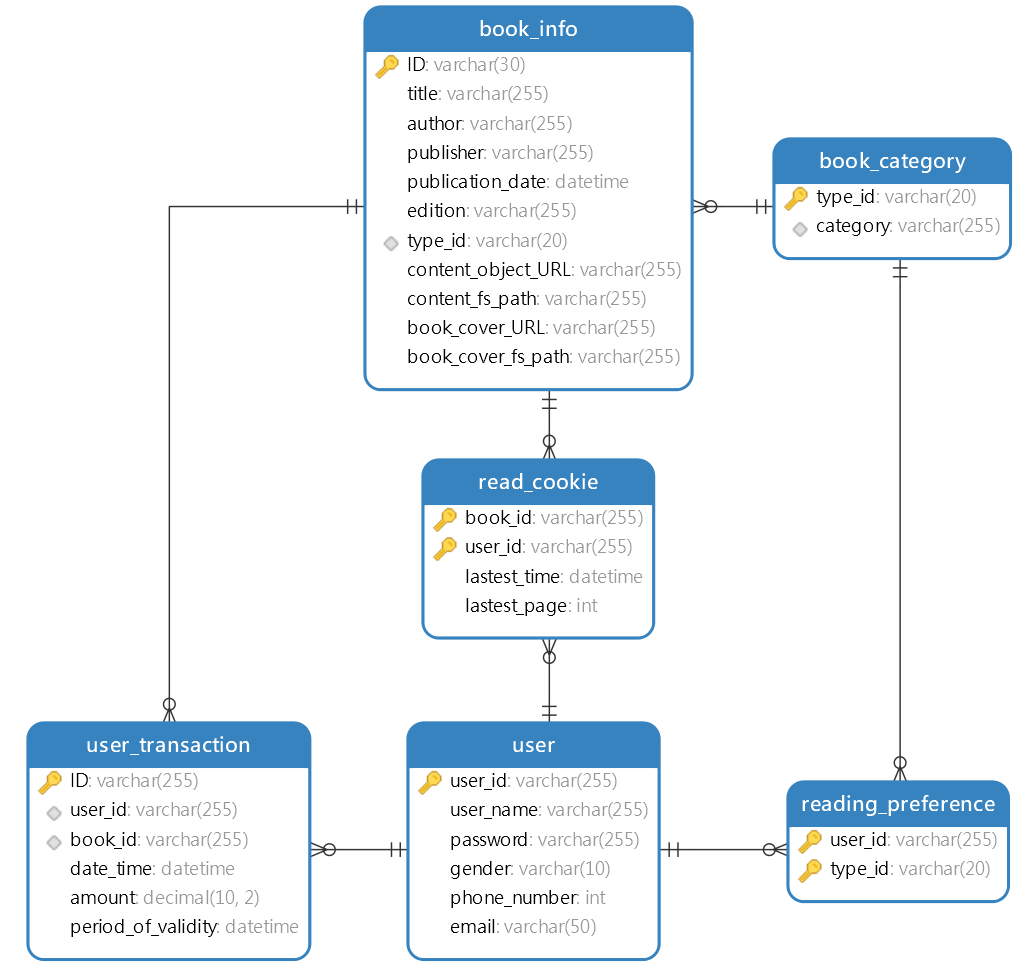 book_info
ID: varchar(30)
title: varchar(255)
author: varchar(255)
publisher: varchar(255)
publication_date: datetime
edition: varchar(255)
type_id: varchar(20)
content_object_URL: varchar(255)
content_fs_path: varchar(255)
book_cover_URL: varchar(255)
book_cover_fs_path: varchar(255)
book_category
type_id: varchar(20)
category: varchar(255)
read_cookie
book_id: varchar(255)
user_id: varchar(255)
lastest_time: datetime
lastest_page: int
user_transaction
ID: varchar(255)
user_id: varchar(255)
book_id: varchar(255)
date_time: datetime
amount: decimal(10, 2)
period_of_validity: datetime
user
user_id: varchar(255)
user_name: varchar(255)
password: varchar(255)
gender: varchar(10)
phone_number: int
email: varchar(50)
reading_preference
user_id: varchar(255)
type_id: varchar(20)